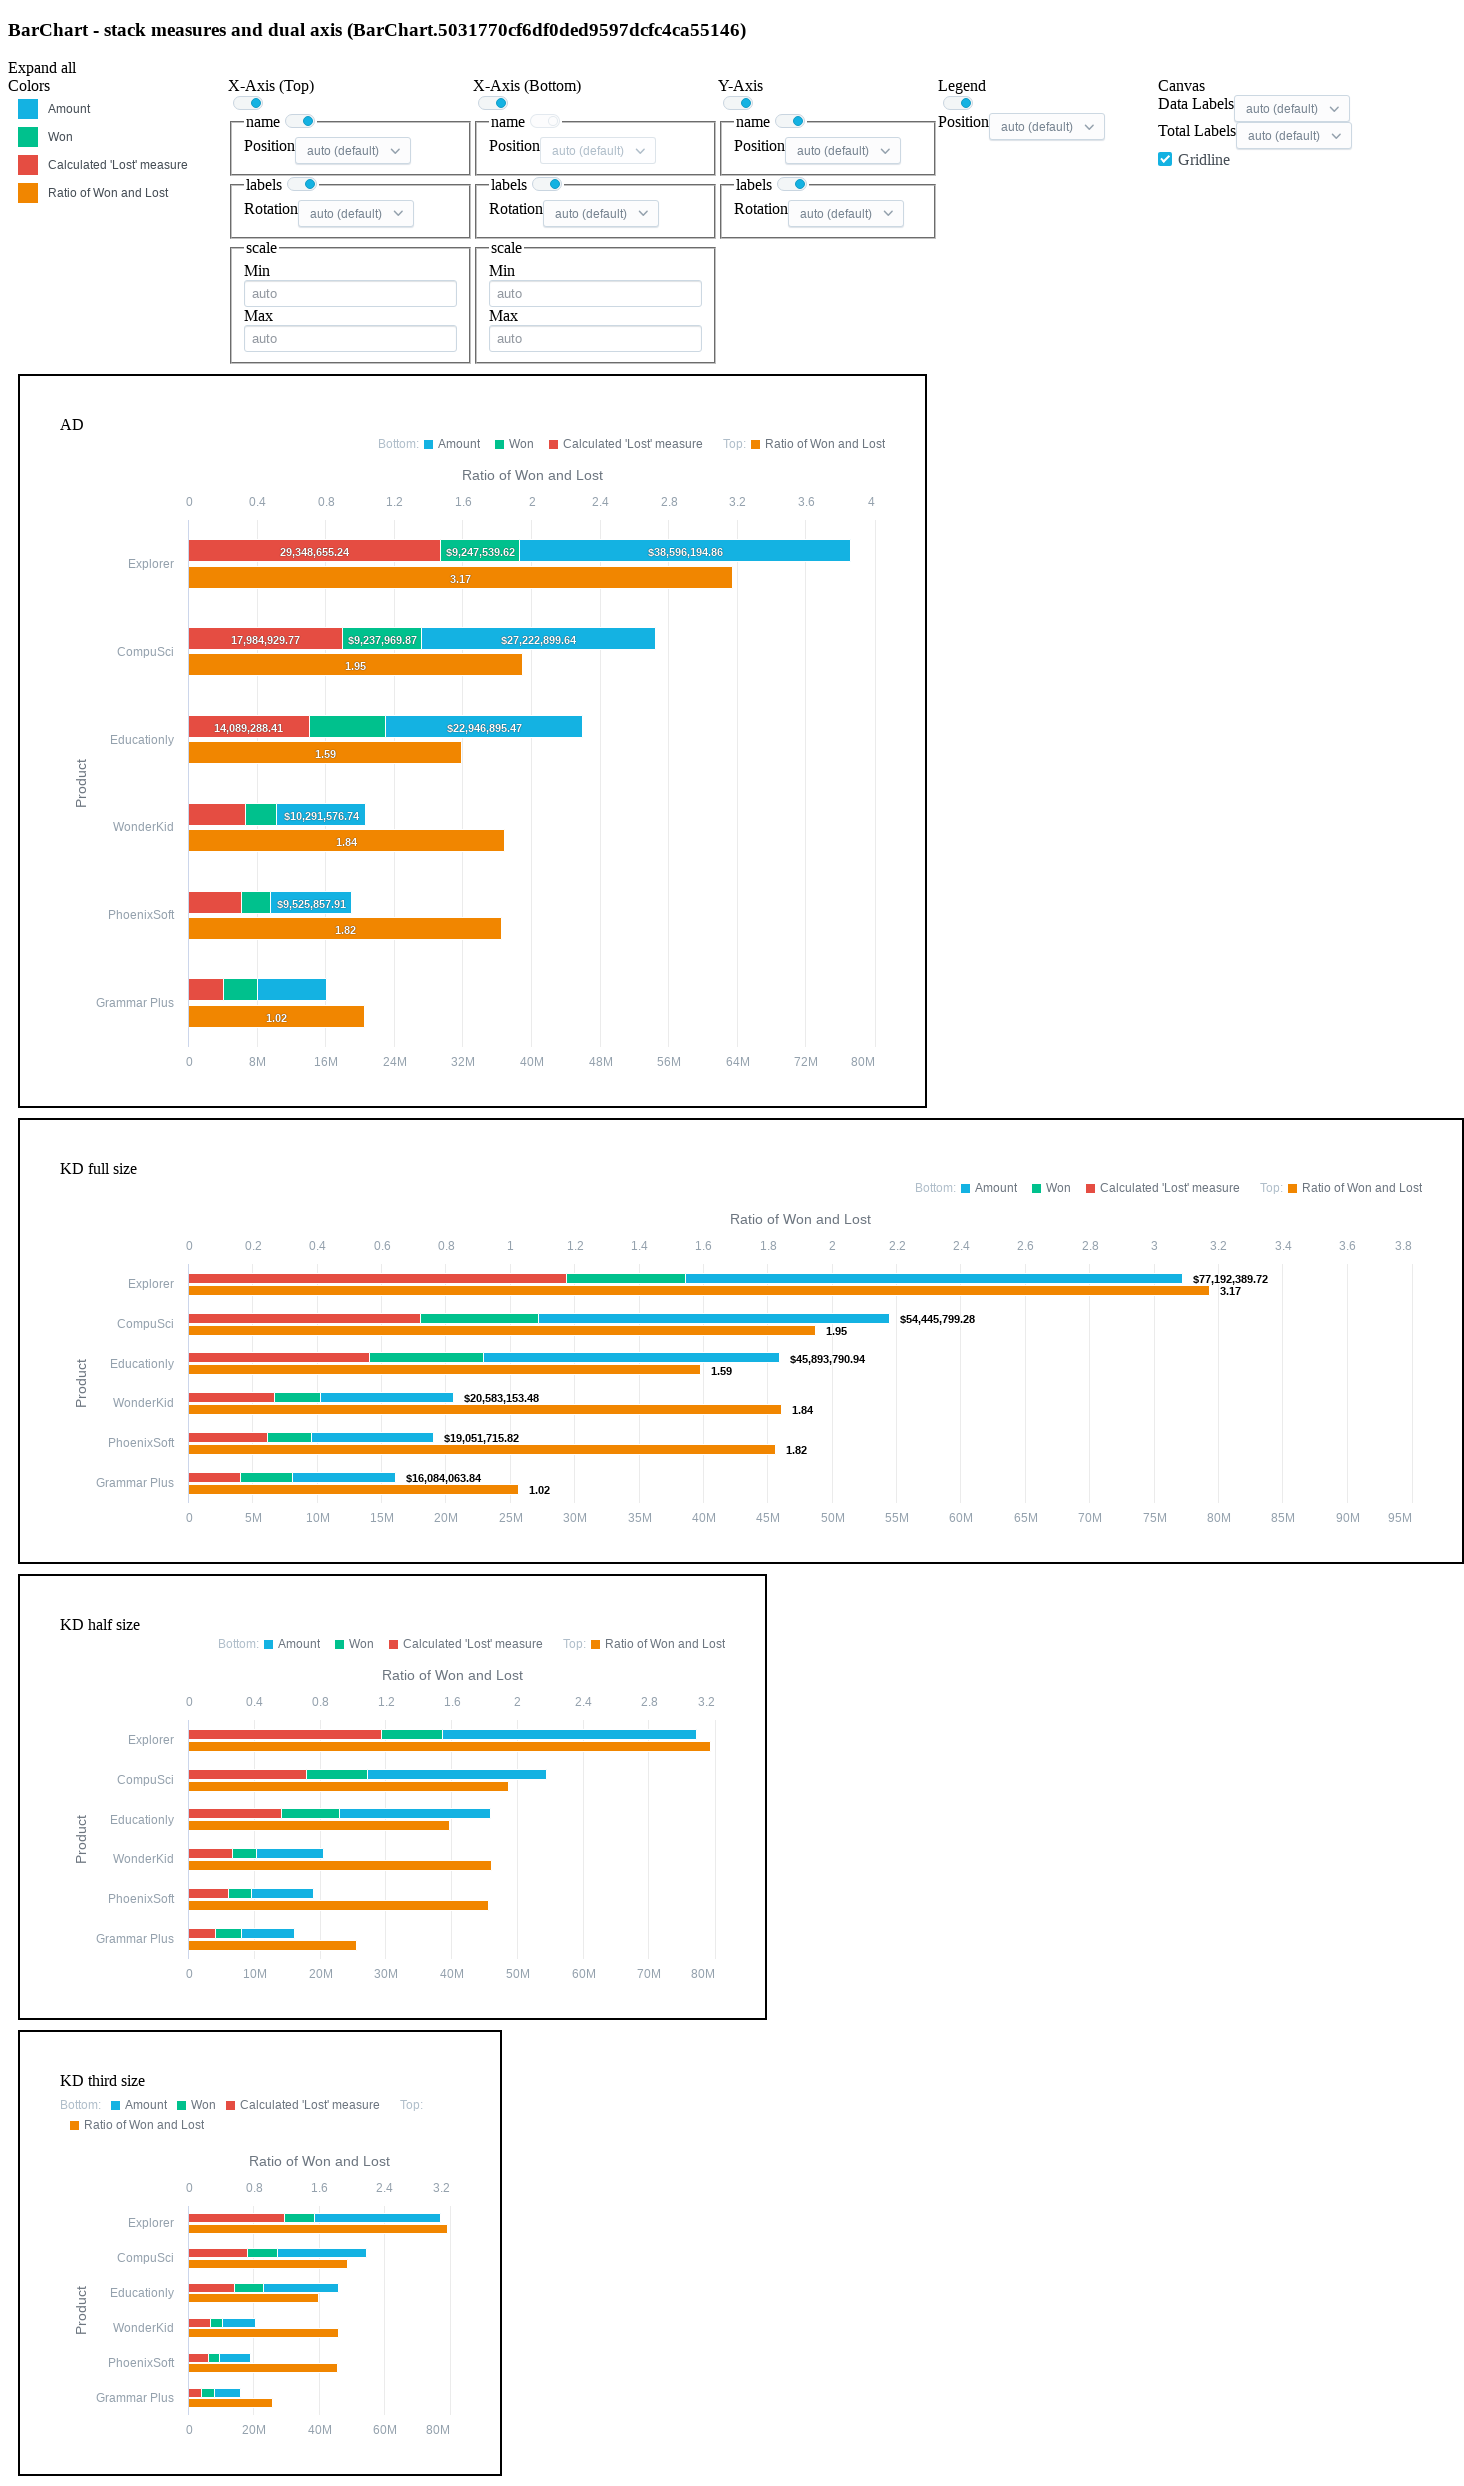 BarChart - stack measures and dual axis (BarChart.5031770cf6df0ded9597dcfc4ca55146)
Expand all
Colors
Amount
Won
Calculated 'Lost' measure
Ratio of Won and Lost
X-Axis (Top)
name
Position auto (default)
labels
Rotation auto (default)
scale
Min
auto
Max
auto
X-Axis (Bottom)
name
Position auto (default)
labels
Rotation auto (default)
scale
Min
auto
Max
auto
Y-Axis
name
Position auto (default)
labels
Rotation auto (default)
Legend
Position auto (default)
Canvas
Data Labels auto (default)
Total Labels auto (default)
Gridline
AD
Bottom: Amount Won Calculated 'Lost' measure Top: Ratio of Won and Lost
Ratio of Won and Lost
0 0.4 0.8 1.2 1.6 2 2.4 2.8 3.2 3.6 4
Product
Explorer 29,348,655.24 $9,247,539.62 $38,596,194.86
3.17
CompuSci 17,984,929.77 $9,237,969.87 $27,222,899.64
1.95
Educationly 14,089,288.41 $22,946,895.47
1.59
WonderKid $10,291,576.74
1.84
PhoenixSoft $9,525,857.91
1.82
Grammar Plus
1.02
0 8M 16M 24M 32M 40M 48M 56M 64M 72M 80M
KD full size
Bottom: Amount Won Calculated 'Lost' measure Top: Ratio of Won and Lost
Ratio of Won and Lost
0 0.2 0.4 0.6 0.8 1 1.2 1.4 1.6 1.8 2 2.2 2.4 2.6 2.8 3 3.2 3.4 3.6 3.8
Product
Explorer $77,192,389.72
3.17
CompuSci $54,445,799.28
1.95
Educationly $45,893,790.94
1.59
WonderKid $20,583,153.48
1.84
PhoenixSoft $19,051,715.82
1.82
Grammar Plus $16,084,063.84
1.02
0 5M 10M 15M 20M 25M 30M 35M 40M 45M 50M 55M 60M 65M 70M 75M 80M 85M 90M 95M
KD half size
Bottom: Amount Won Calculated 'Lost' measure Top: Ratio of Won and Lost
Ratio of Won and Lost
0 0.4 0.8 1.2 1.6 2 2.4 2.8 3.2
Product
Explorer
CompuSci
Educationly
WonderKid
PhoenixSoft
Grammar Plus
0 10M 20M 30M 40M 50M 60M 70M 80M
KD third size
Bottom: Amount Won Calculated 'Lost' measure Top:
Ratio of Won and Lost
Ratio of Won and Lost
0 0.8 1.6 2.4 3.2
Product
Explorer
CompuSci
Educationly
WonderKid
PhoenixSoft
Grammar Plus
0 20M 40M 60M 80M